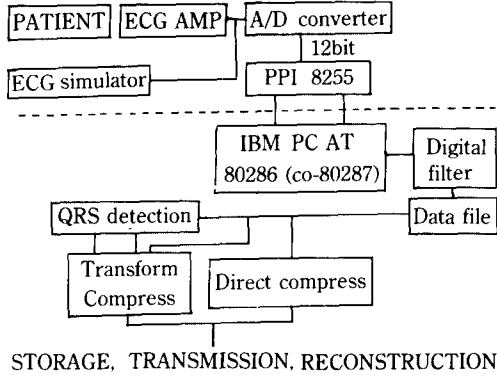 PATIENT
ECG AMP
A/D converter
12bit
ECG simulator
PPI 8255
IBM PC AT
80286 (co-80287)
Digital
filter
QRS detection
Data file
Transform
Compress
Direct compress
STORAGE, TRANSMISSION, RECONSTRUCTION